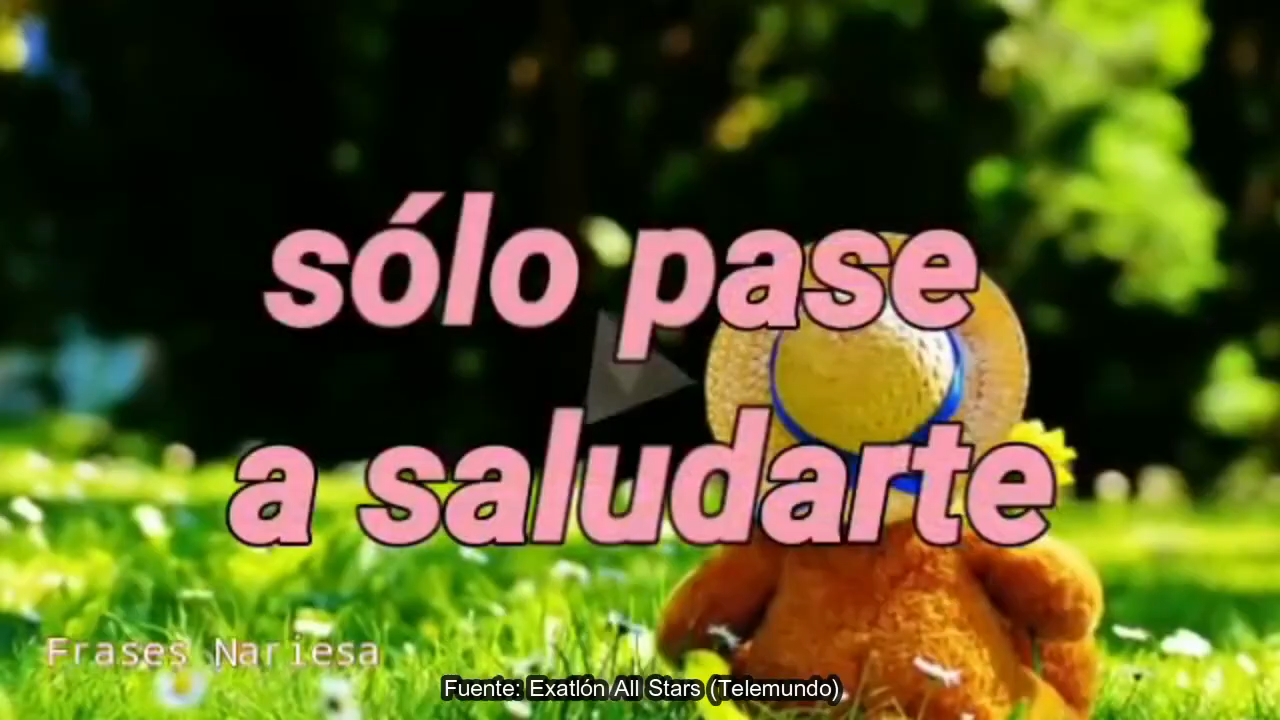 sólo pase
a saludarte
Frases Nariesa
Fuente: Exatlón All Stars (Telemundo)